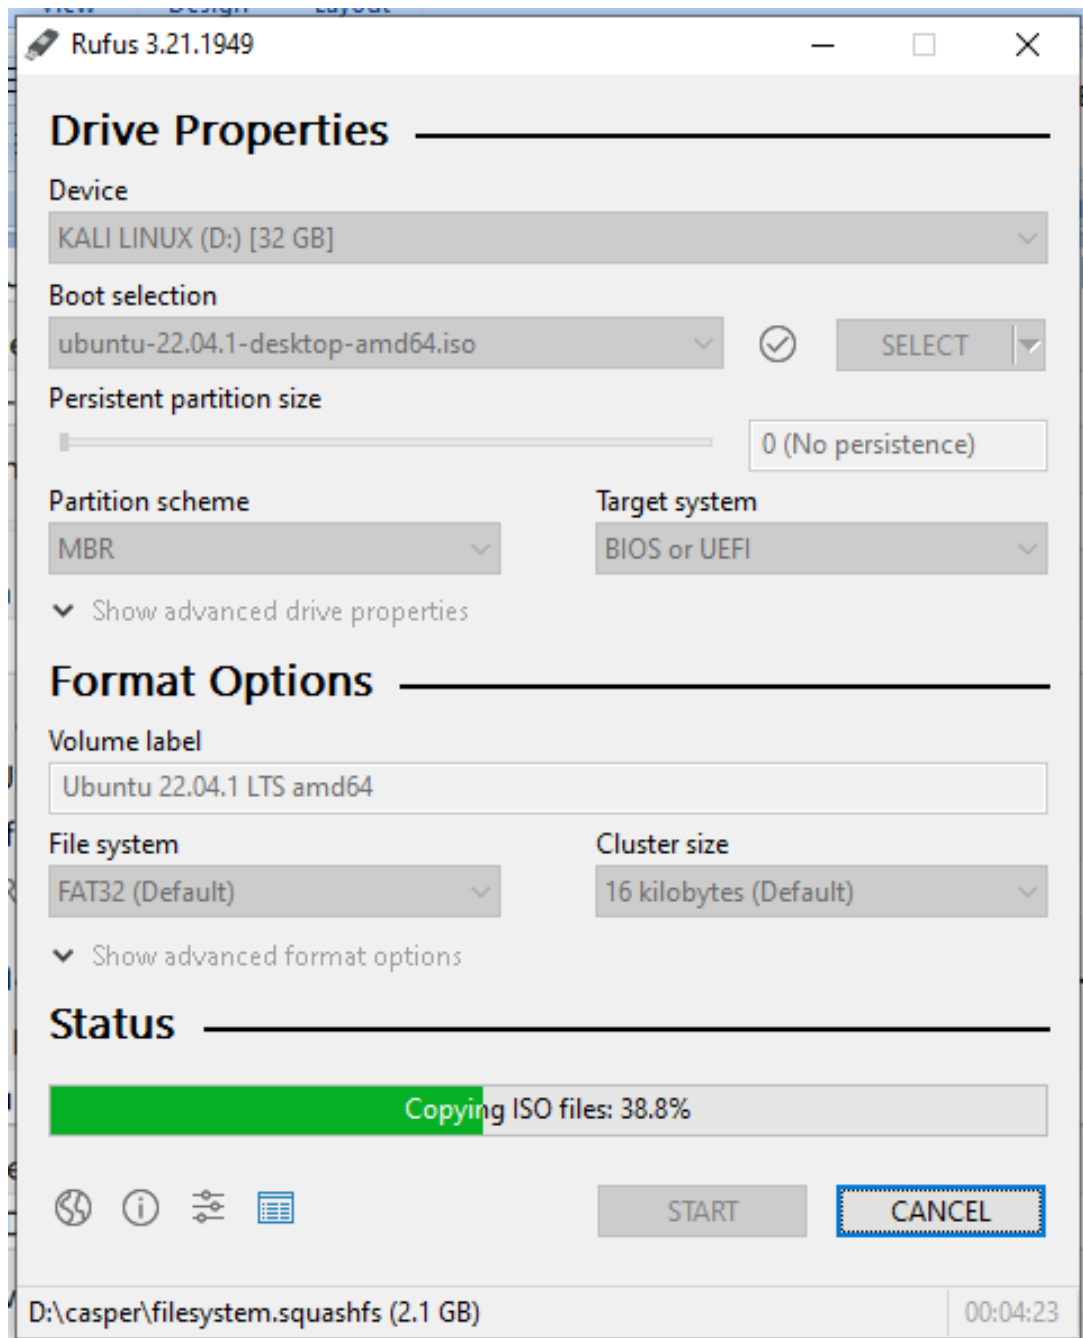 View Design Layout
Rufus 3.21.1949
Drive Properties
Device
KALI LINUX (D:) [32 GB]
Boot selection
ubuntu-22.04.1-desktop-amd64.iso
SELECT
Persistent partition size
0 (No persistence)
Partition scheme Target system
MBR BIOS or UEFI
Show advanced drive properties
Format Options
Volume label
Ubuntu 22.04.1 LTS amd64
File system Cluster size
FAT32 (Default) 16 kilobytes (Default)
Show advanced format options
Status
Copying ISO files: 38.8%
START CANCEL
D:\casper\filesystem.squashfs (2.1 GB) 00:04:23